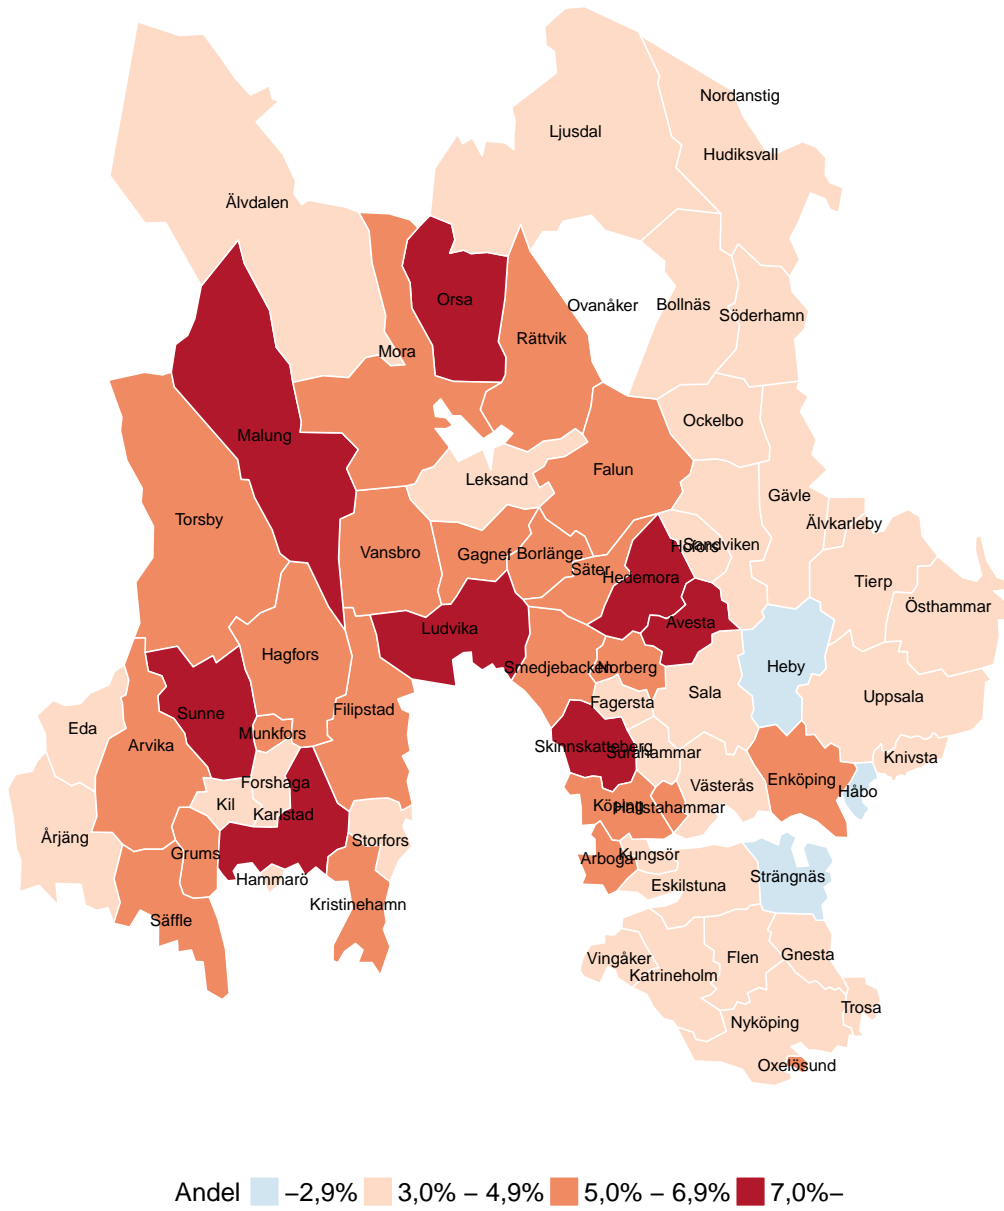 Nordanstig
Ljusdal
Hudiksvall
Älvdalen
Orsa
Ovanåker
Bollnäs
Söderhamn
Rättvik
Mora
Ockelbo
Malung
Falun
Leksand
Gävle
Torsby
Älvkarleby
Hofors
Sandviken
Vansbro
Gagnef
Borlänge
Säter
Hedemora
Tierp
Östhammar
Avesta
Ludvika
Hagfors
Smedjebacken
Norberg
Heby
Sala
Uppsala
Fagersta
Filipstad
Sunne
Eda
Munkfors
Arvika
Skinnskatteberg
Surahammar
Knivsta
Enköping
Håbo
Västerås
Forshaga
Kil
Karlstad
Köping
Hallstahammar
Årjäng
Storfors
Grums
Kungsör
Arboga
Hammarö
Strängnäs
Eskilstuna
Kristinehamn
Säffle
Gnesta
Vingåker
Flen
Katrineholm
Trosa
Nyköping
Oxelösund
Andel −2,9% 3,0% − 4,9% 5,0% − 6,9% 7,0%−